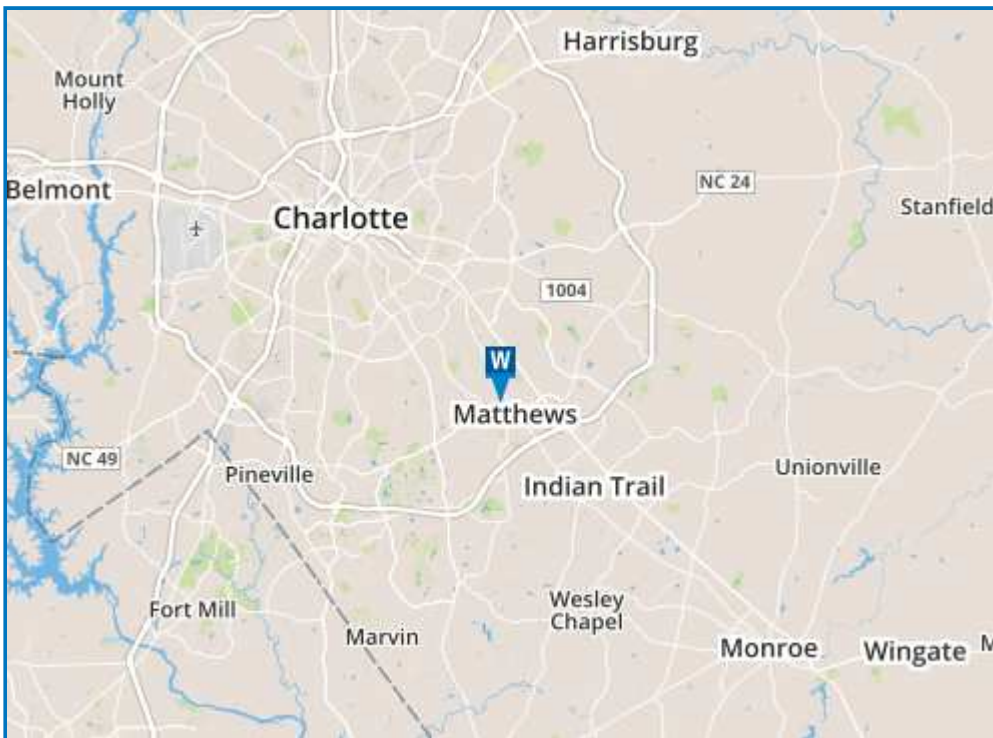 Harrisburg
Mount
Holly
NC 24
Belmont
Stanfield
Charlotte
1004
W
Matthews
NC 49
Pineville
Unionville
Indian Trail
Fort Mill
Wesley
Chapel
Marvin
Monroe
Wingate
M